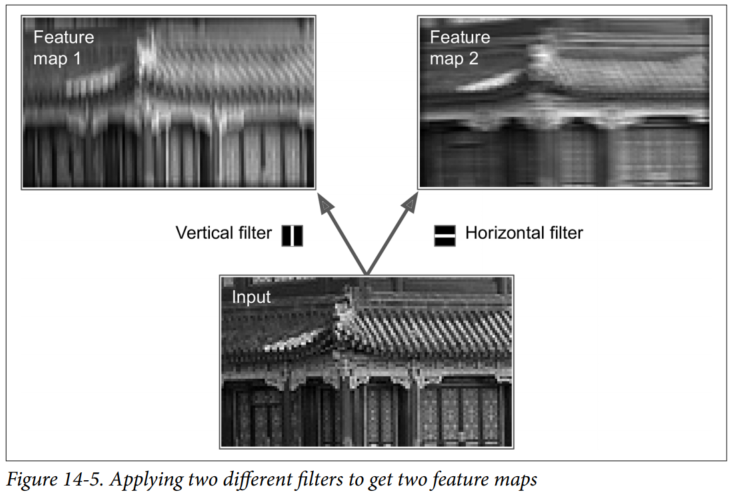 Feature
map 1
Feature
map 2
Vertical filter
Horizontal filter
Input
Figure 14-5. Applying two different filters to get two feature maps